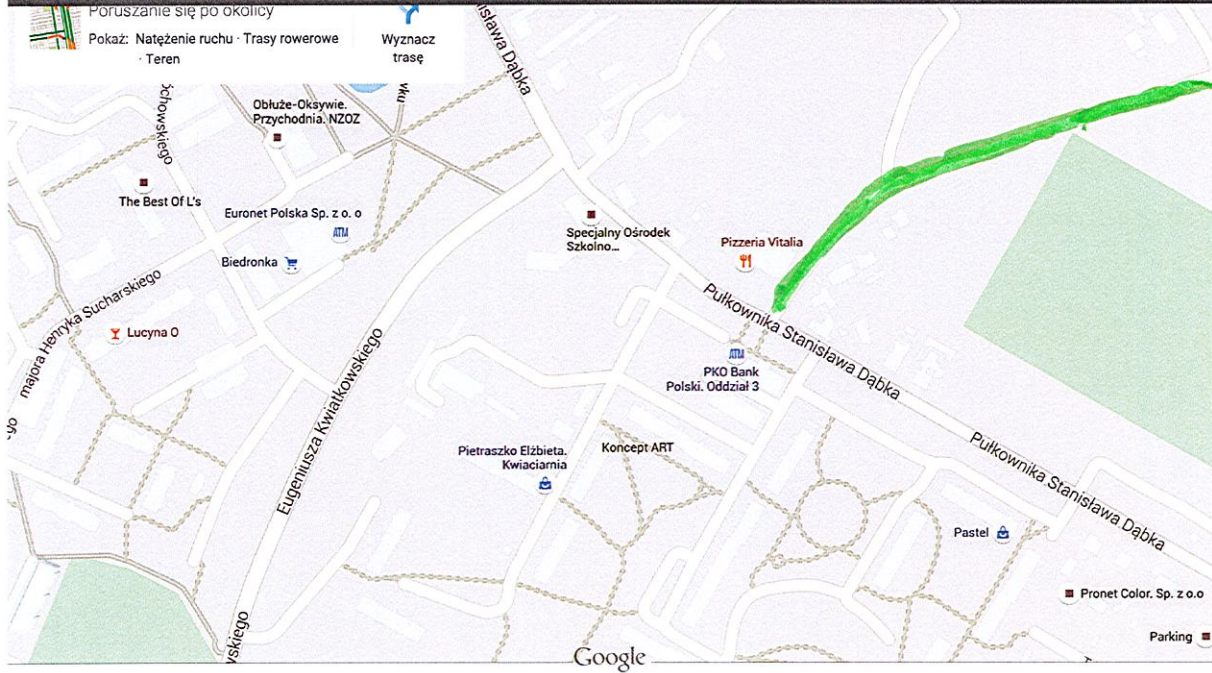 Poruszanie się po okolicy
Pokaż: Natężenie ruchu · Trasy rowerowe
· Teren
Wyznacz
trasę
Obłuże-Oksywie.
Przychodnia. NZOZ
The Best Of L's
Euronet Polska Sp. z o. o
ATM
Biedronka
majora Henryka Sucharskiego
Lucyna O
Eugeniusza Kwiatkowskiego
Specjalny Ośrodek
Szkolno...
Pizzeria Vitalia
Pułkownika Stanisława Dąbka
ATM
PKO Bank
Polski. Oddział 3
Pietraszko Elżbieta.
Kwiaciarnia
Koncept ART
Pułkownika Stanisława Dąbka
Pastel
Pronet Color. Sp. z o.o
Parking
Google